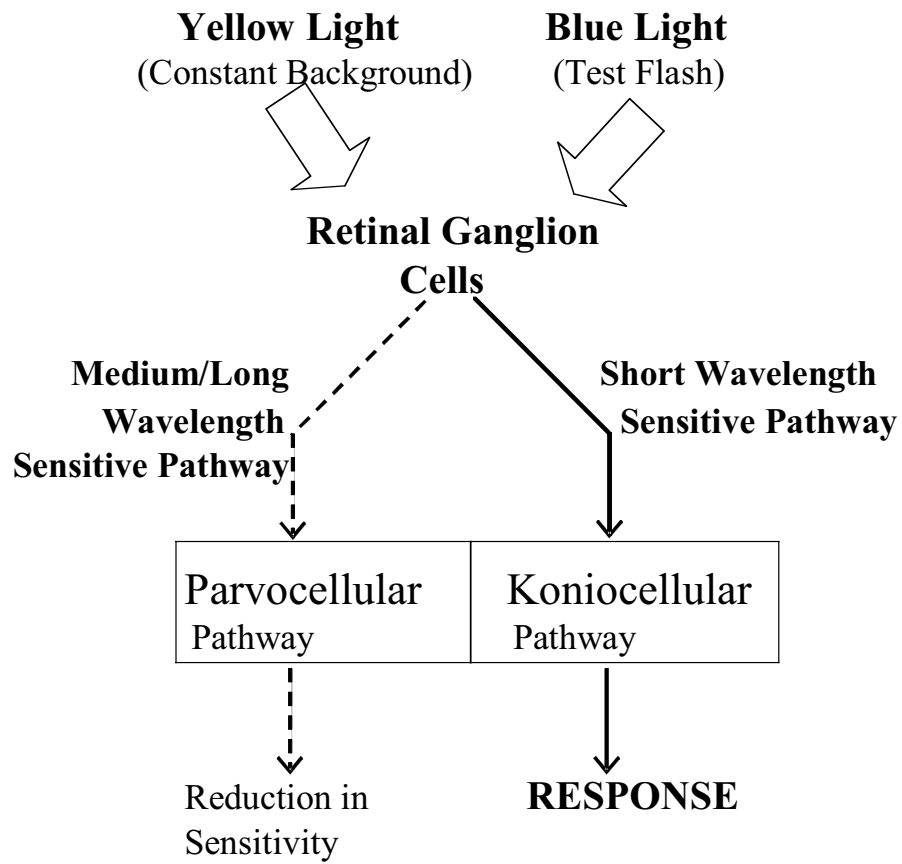 Yellow Light
(Constant Background)
Blue Light
(Test Flash)
Retinal Ganglion
Cells
Medium/Long
Wavelength
Sensitive Pathway
Short Wavelength
Sensitive Pathway
Parvocellular
Pathway
Koniocellular
Pathway
Reduction in
Sensitivity
RESPONSE